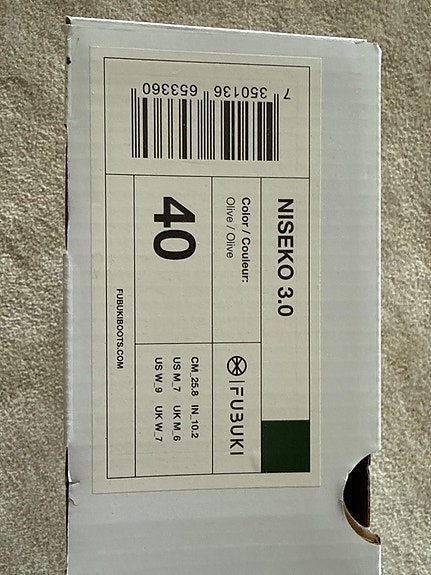 NISEKO 3.0
FUBUKI
Color / Couleur:
Olive / Olive
40
CM_25.8 IN_10.2
US M_7 UK M_6
US W_9 UK W_7
FUBUKIBOOTS.COM
7 350136 653360